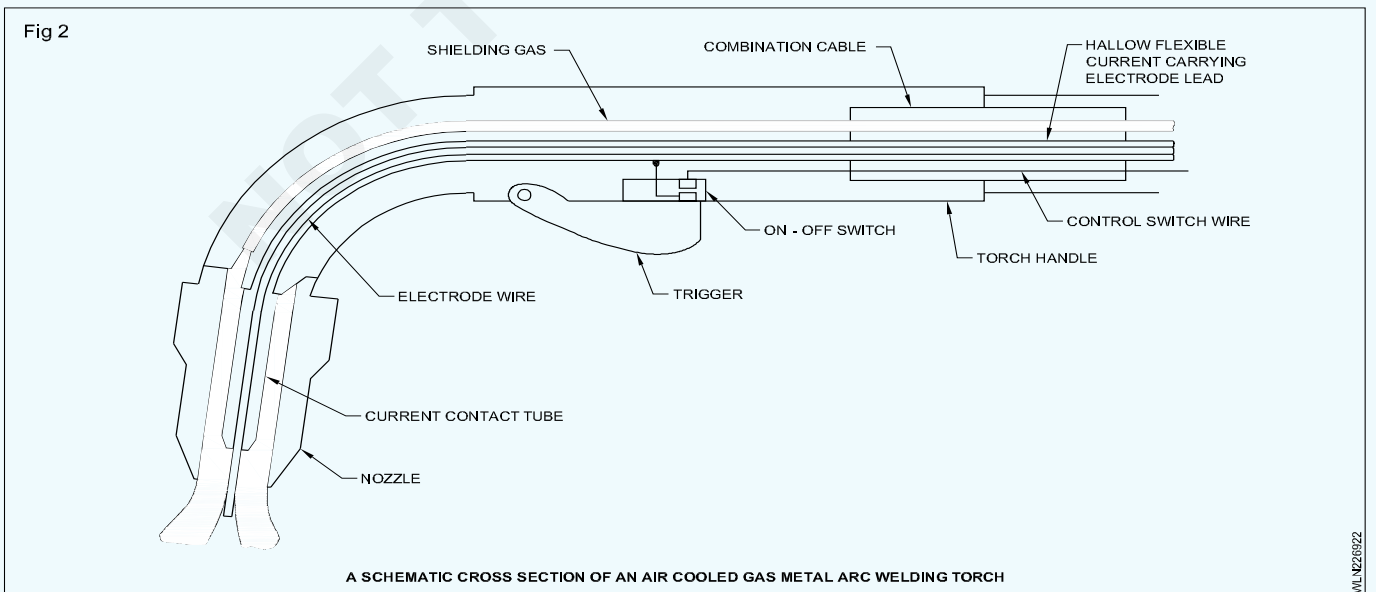 Fig 2
SHIELDING GAS
COMBINATION CABLE
HALLOW FLEXIBLE
CURRENT CARRYING
ELECTRODE LEAD
CONTROL SWITCH WIRE
ON - OFF SWITCH
TORCH HANDLE
TRIGGER
ELECTRODE WIRE
CURRENT CONTACT TUBE
NOZZLE
A SCHEMATIC CROSS SECTION OF AN AIR COOLED GAS METAL ARC WELDING TORCH
NOT T